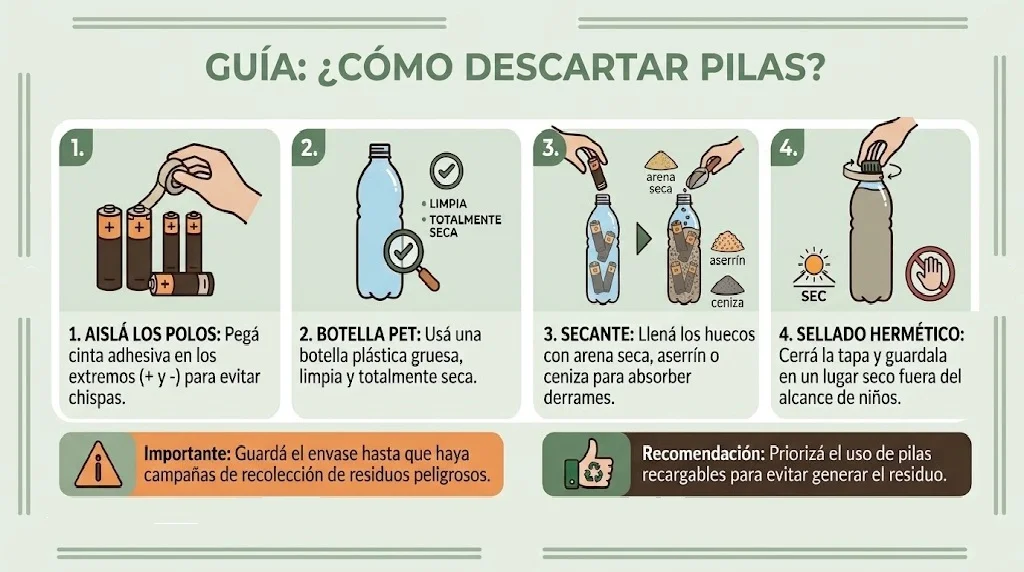 GUÍA: ¿CÓMO DESCARTAR PILAS?
1.
2.
LIMPIA
TOTALMENTE
SECA
3.
arena
seca
aserrín
ceniza
4.
SEC
1. AISLÁ LOS POLOS: Pegá
cinta adhesiva en los
extremos (+ y -) para evitar
chispas.
2. BOTELLA PET: Usá una
botella plástica gruesa,
limpia y totalmente seca.
3. SECANTE: Llená los huecos
con arena seca, aserrín o
ceniza para absorber
derrames.
4. SELLADO HERMÉTICO:
Cerrá la tapa y guardala
en un lugar seco fuera del
alcance de niños.
Importante: Guardá el envase hasta que haya
campañas de recolección de residuos peligrosos.
Recomendación: Priorizá el uso de pilas
recargables para evitar generar el residuo.